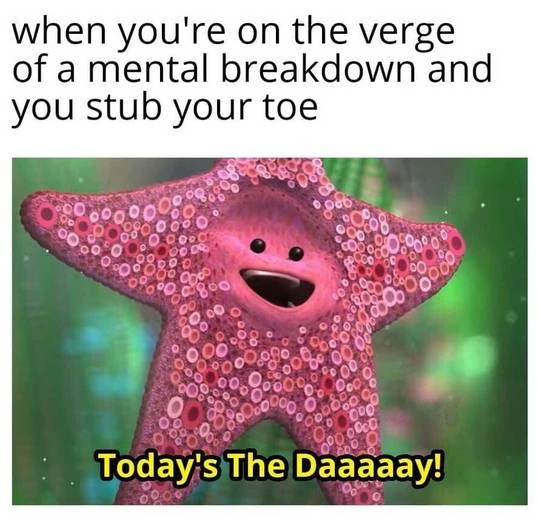 when you're on the verge
of a mental breakdown and
you stub your toe
Today's The Daaaaay!